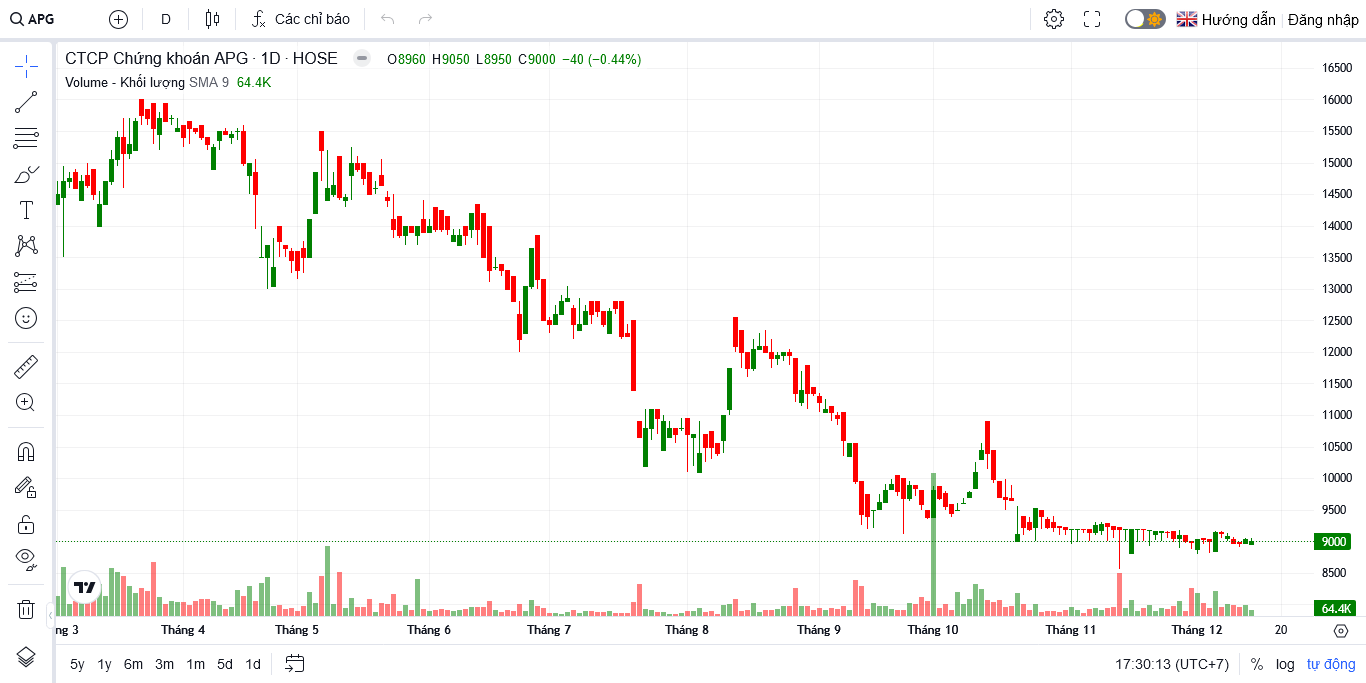 APG D Các chỉ báo Hướng dẫn Đăng nhập
CTCP Chứng khoán APG · 1D · HOSE O8960 H9050 L8950 C9000 −40 (−0.44%)
Volume - Khối lượng SMA 9 64.4K
16500
16000
15500
15000
14500
14000
13500
13000
12500
12000
11500
11000
10500
10000
9500
9000
8500
64.4K
ng 3 Tháng 4 Tháng 5 Tháng 6 Tháng 7 Tháng 8 Tháng 9 Tháng 10 Tháng 11 Tháng 12 20
5y 1y 6m 3m 1m 5d 1d 17:30:13 (UTC+7) % log tự động